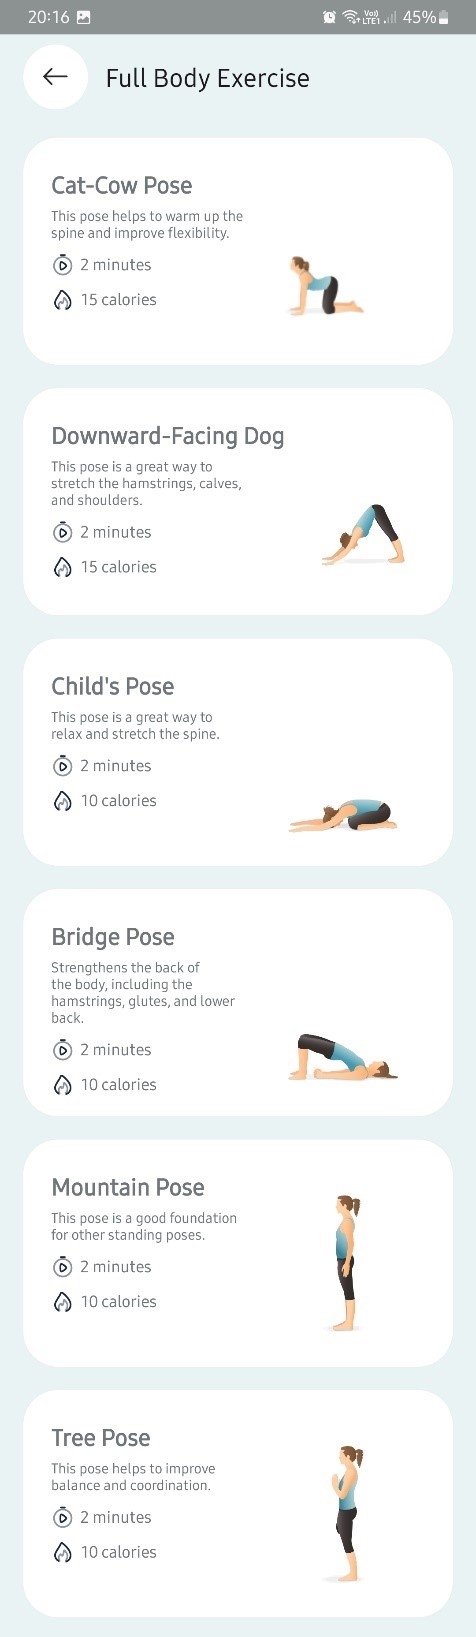 20:16 Vo)) LTE1 45%
Full Body Exercise
Cat-Cow Pose
This pose helps to warm up the
spine and improve flexibility.
2 minutes
15 calories
Downward-Facing Dog
This pose is a great way to
stretch the hamstrings, calves,
and shoulders.
2 minutes
15 calories
Child's Pose
This pose is a great way to
relax and stretch the spine.
2 minutes
10 calories
Bridge Pose
Strengthens the back of
the body, including the
hamstrings, glutes, and lower
back.
2 minutes
10 calories
Mountain Pose
This pose is a good foundation
for other standing poses.
2 minutes
10 calories
Tree Pose
This pose helps to improve
balance and coordination.
2 minutes
10 calories